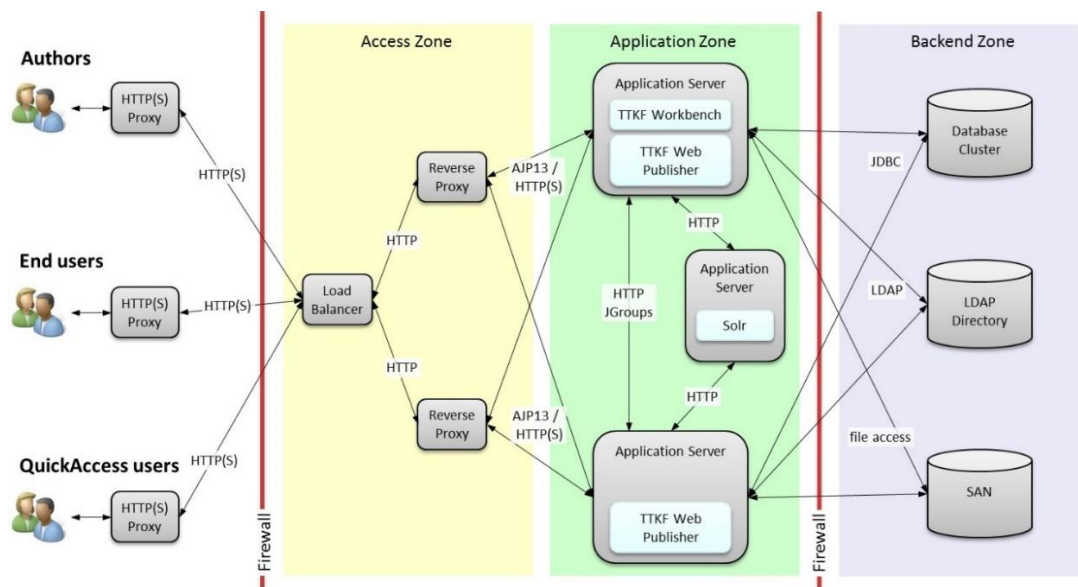 Access Zone
Application Zone
Backend Zone
Authors
HTTP(S)
Proxy
HTTP(S)
End users
HTTP(S)
Proxy
HTTP(S)
QuickAccess users
HTTP(S)
Proxy
HTTP(S)
Firewall
Load
Balancer
HTTP
HTTP
Reverse
Proxy
Reverse
Proxy
AJP13 /
HTTP(S)
AJP13 /
HTTP(S)
Application Server
TTKF Workbench
TTKF Web
Publisher
HTTP
HTTP
JGroups
Application
Server
Solr
HTTP
Application Server
TTKF Web
Publisher
Firewall
JDBC
LDAP
file access
Database
Cluster
LDAP
Directory
SAN